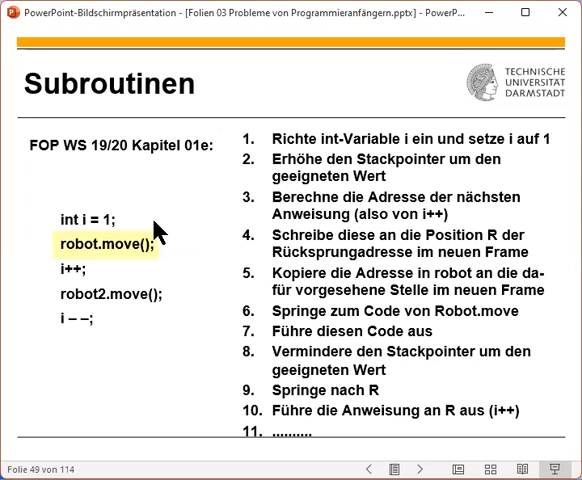 PowerPoint-Bildschirmpräsentation - [Folien 03 Probleme von Programmieranfängern.pptx] - PowerP...
Subroutinen
TECHNISCHE
UNIVERSITÄT
DARMSTADT
FOP WS 19/20 Kapitel 01e:
int i = 1;
robot.move();
i++;
robot2.move();
i – –;
1. Richte int-Variable i ein und setze i auf 1
2. Erhöhe den Stackpointer um den
geeigneten Wert
3. Berechne die Adresse der nächsten
Anweisung (also von i++)
4. Schreibe diese an die Position R der
Rücksprungadresse im neuen Frame
5. Kopiere die Adresse in robot an die da-
für vorgesehene Stelle im neuen Frame
6. Springe zum Code von Robot.move
7. Führe diesen Code aus
8. Vermindere den Stackpointer um den
geeigneten Wert
9. Springe nach R
10. Führe die Anweisung an R aus (i++)
11. ..........
Folie 49 von 114